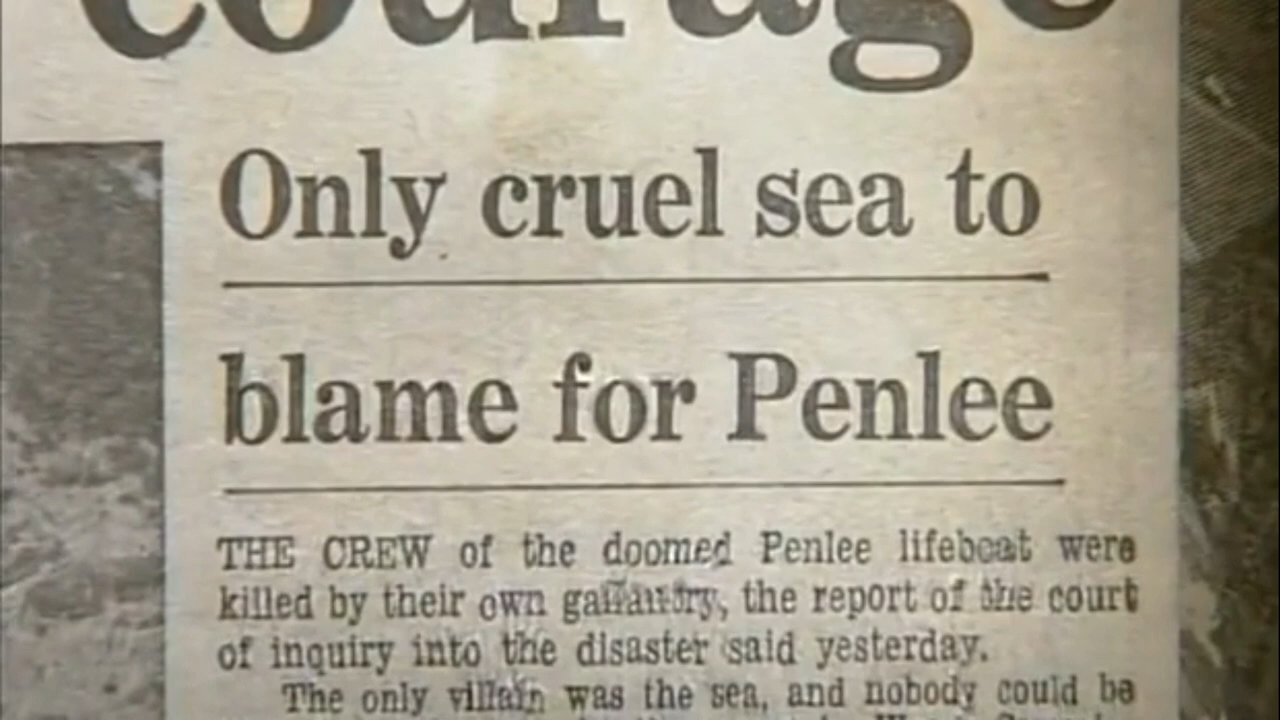 courage
Only cruel sea to
blame for Penlee
THE CREW of the doomed Penlee lifeboat were
killed by their own gallantry, the report of the court
of inquiry into the disaster said yesterday.
The only villain was the sea, and nobody could be